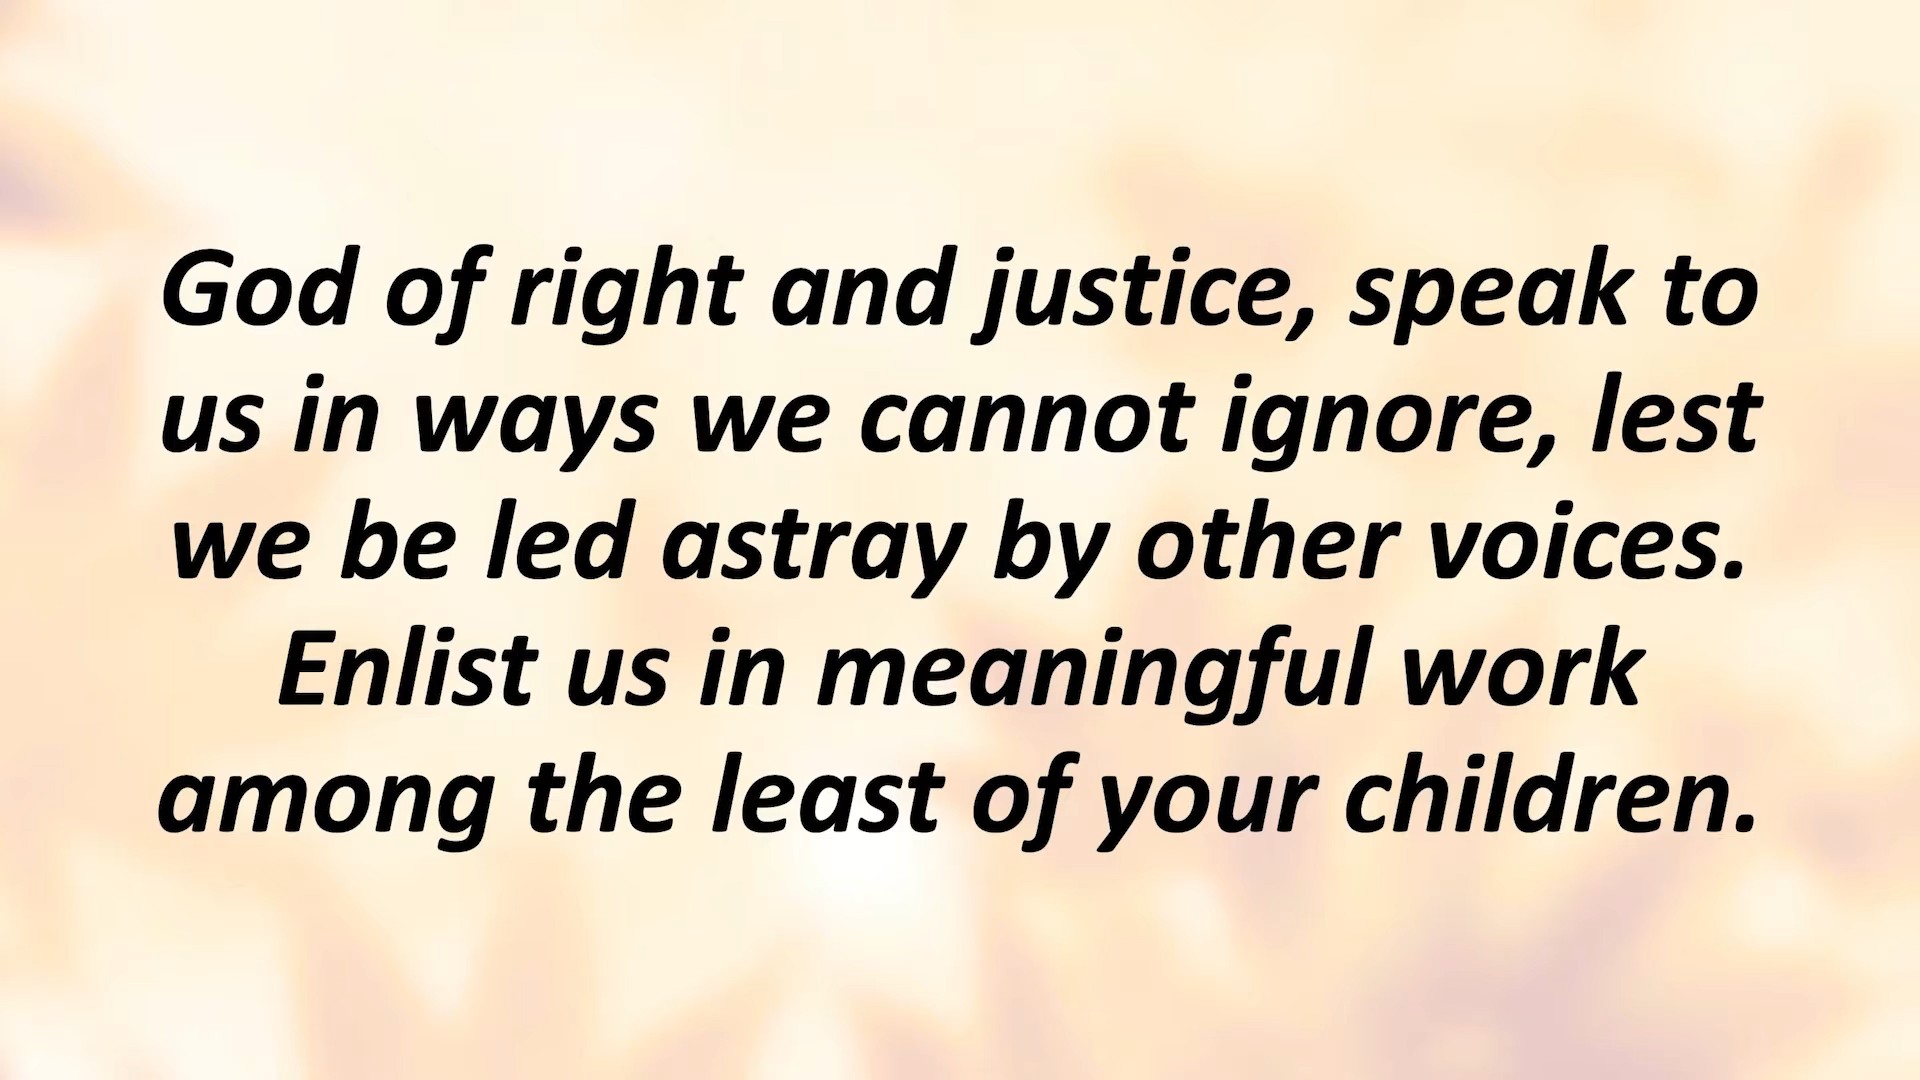 God of right and justice, speak to
us in ways we cannot ignore, lest
we be led astray by other voices.
Enlist us in meaningful work
among the least of your children.